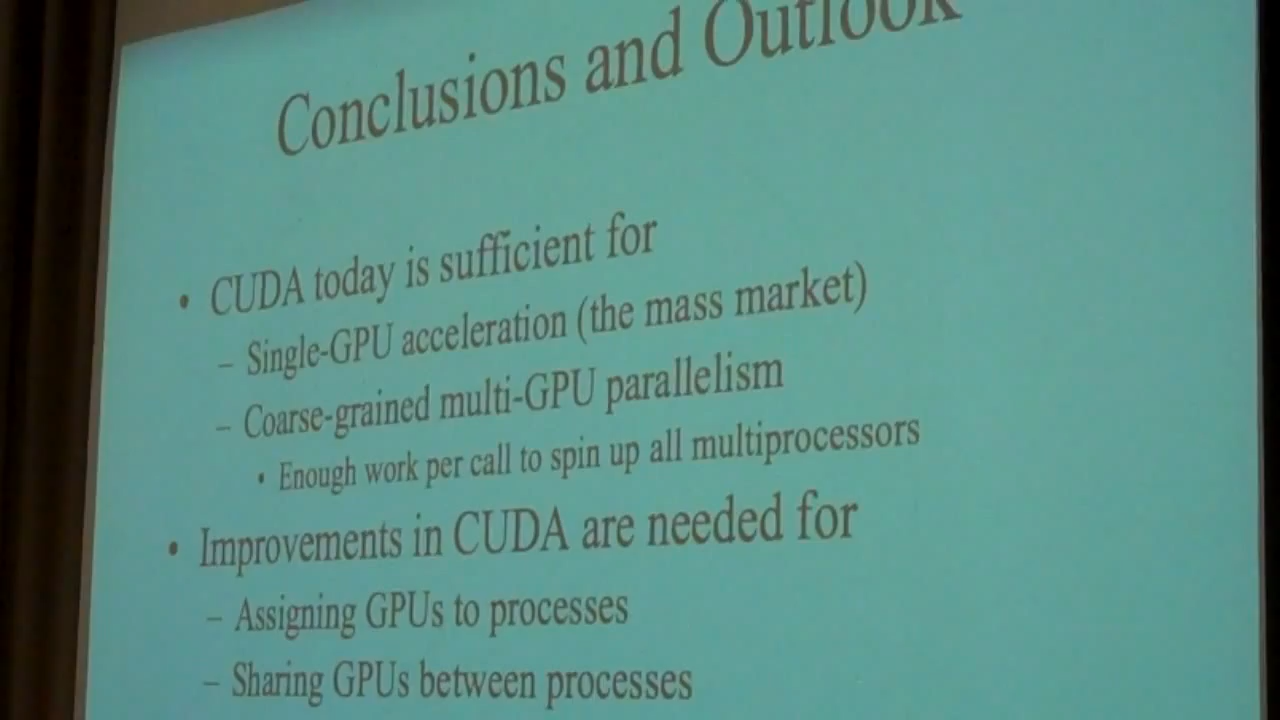 Conclusions and Outlook
• CUDA today is sufficient for
– Single-GPU acceleration (the mass market)
– Coarse-grained multi-GPU parallelism
• Enough work per call to spin up all multiprocessors
• Improvements in CUDA are needed for
– Assigning GPUs to processes
– Sharing GPUs between processes